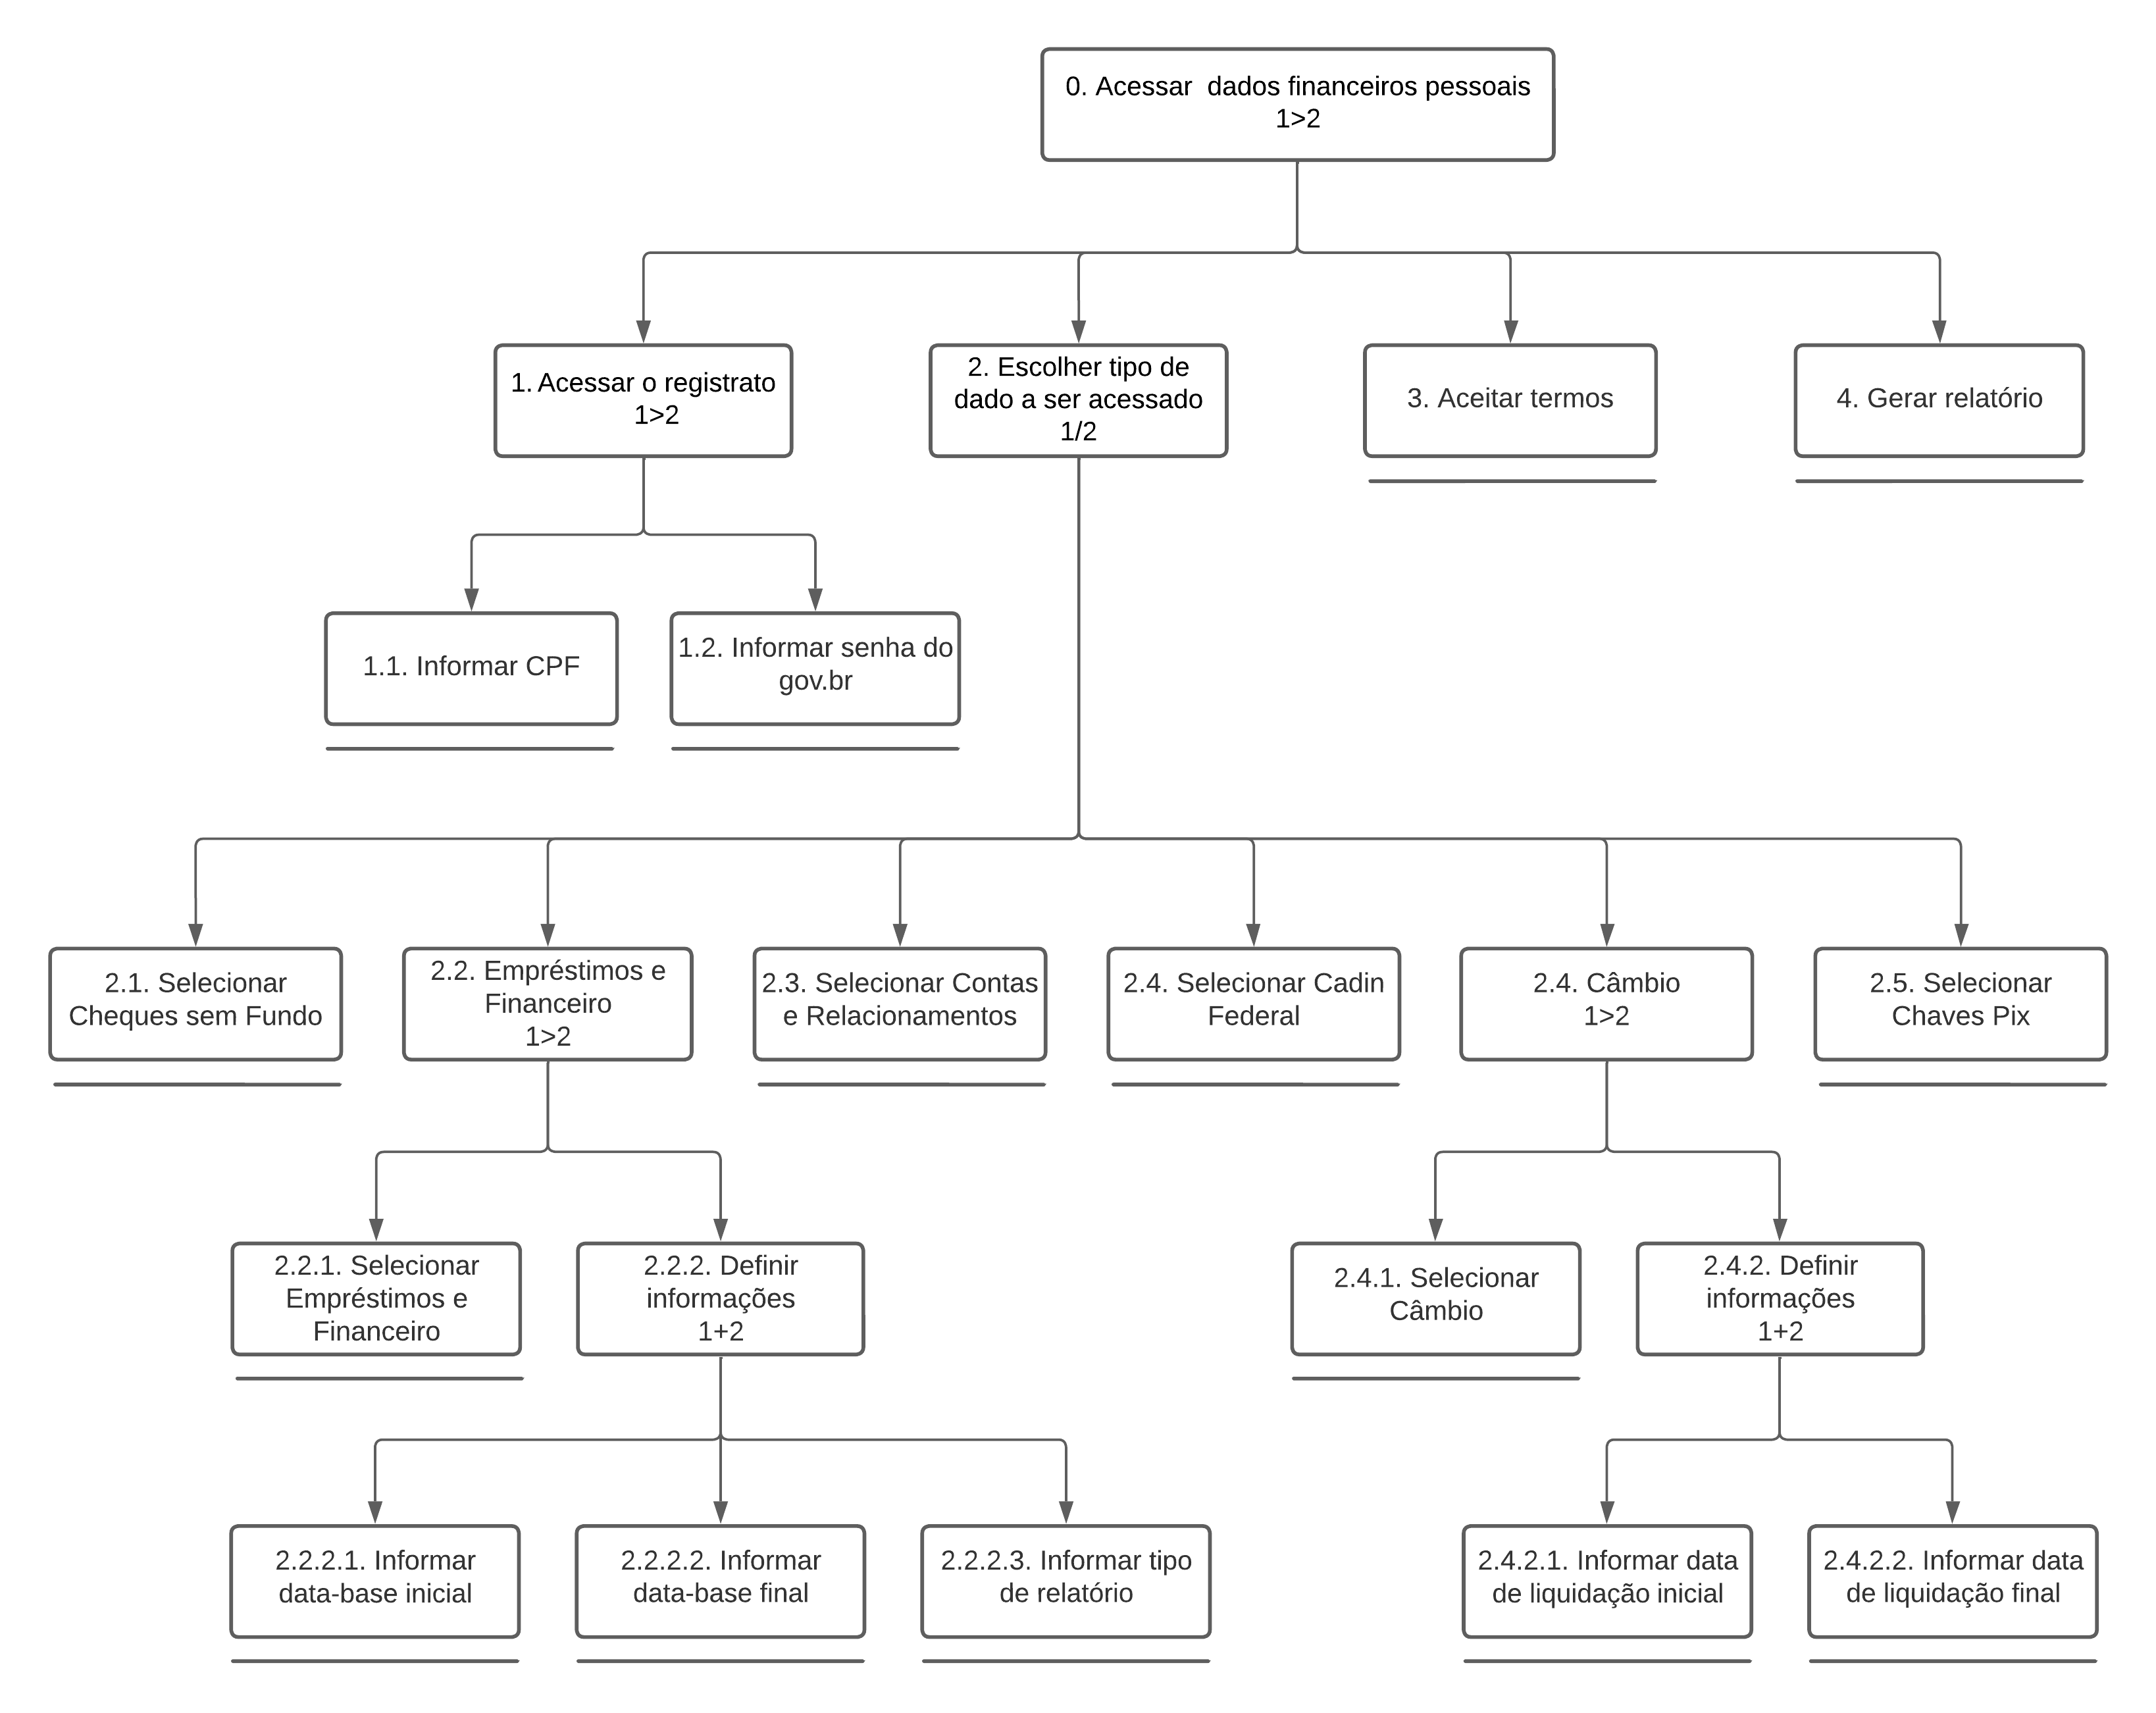 0. Acessar  dados financeiros pessoais
1>2
1. Acessar o registrato
1>2
2. Escolher tipo de
dado a ser acessado
1/2
3. Aceitar termos
4. Gerar relatório
1.1. Informar CPF
1.2. Informar senha do
gov.br
2.1. Selecionar
Cheques sem Fundo
2.2. Empréstimos e
Financeiro
1>2
2.3. Selecionar Contas
e Relacionamentos
2.4. Selecionar Cadin
Federal
2.4. Câmbio
1>2
2.5. Selecionar
Chaves Pix
2.2.1. Selecionar
Empréstimos e
Financeiro
2.2.2. Definir
informações
1+2
2.4.1. Selecionar
Câmbio
2.4.2. Definir
informações
1+2
2.2.2.1. Informar
data-base inicial
2.2.2.2. Informar
data-base final
2.2.2.3. Informar tipo
de relatório
2.4.2.1. Informar data
de liquidação inicial
2.4.2.2. Informar data
de liquidação final